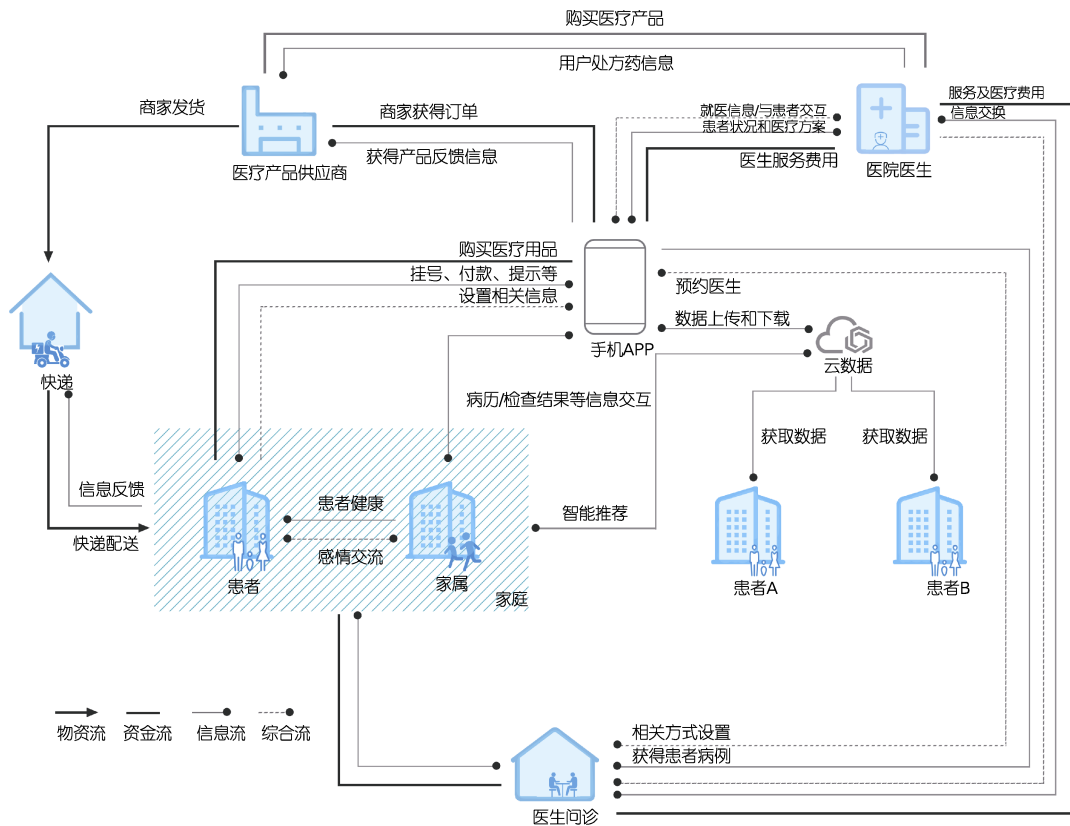 购买医疗产品
用户处方药信息
商家发货
商家获得订单
就医信息/与患者交互
服务及医疗费用
信息交换
患者状况和医疗方案
获得产品反馈信息
医生服务费用
医疗产品供应商
医院医生
购买医疗用品
挂号、付款、提示等
设置相关信息
预约医生
数据上传和下载
手机APP
云数据
快递
病历/检查结果等信息交互
获取数据
获取数据
信息反馈
患者健康
智能推荐
快递配送
感情交流
患者
家属
家庭
患者A
患者B
物资流
资金流
信息流
综合流
相关方式设置
获得患者病例
医生问诊